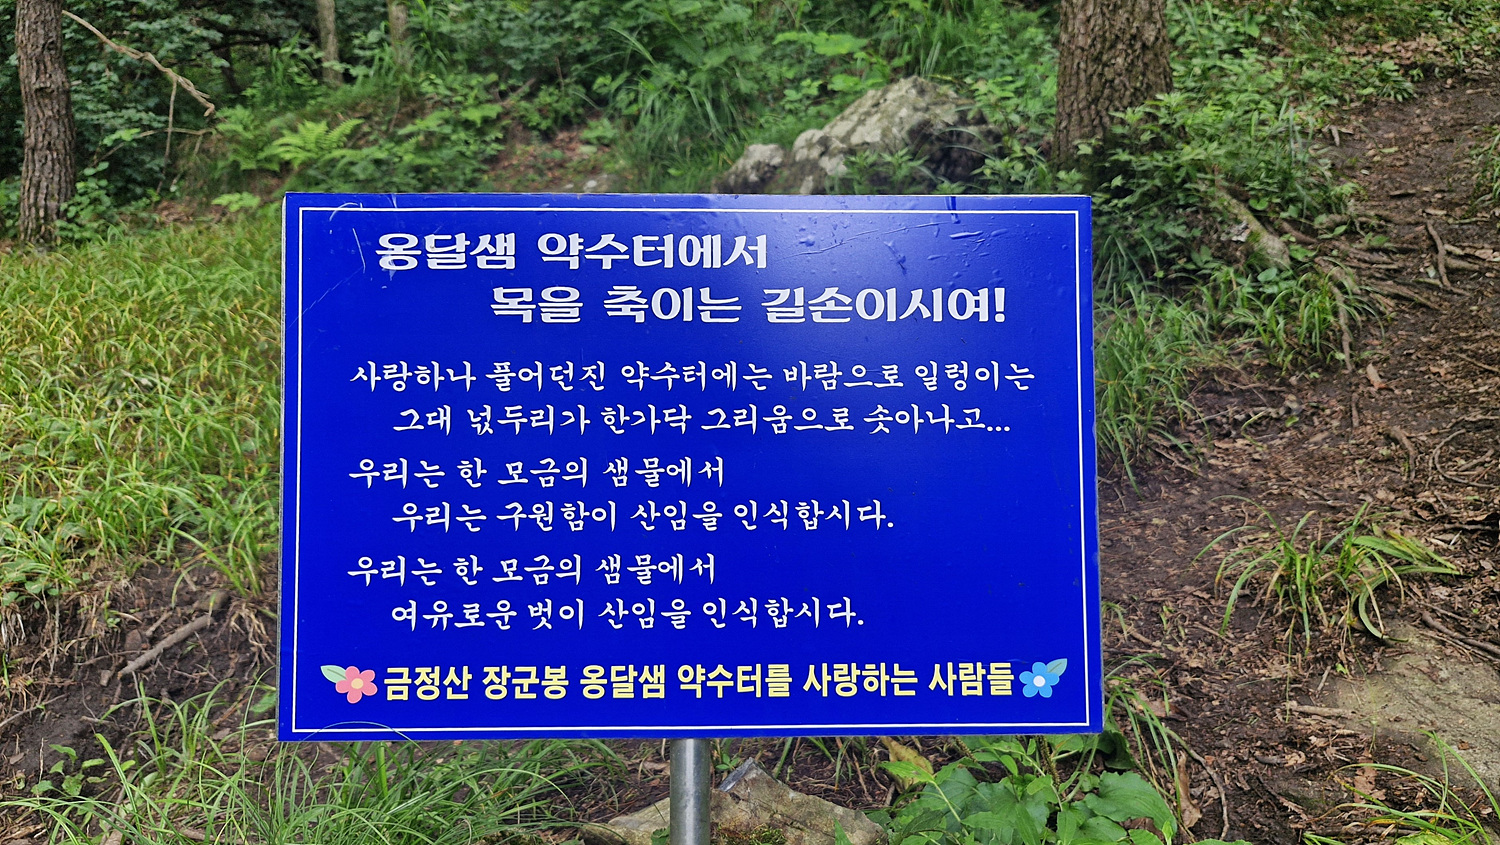 옹달샘 약수터에서
목을 축이는 길손이시여!
사랑하나 풀어던진 약수터에는 바람으로 일렁이는
그대 넋두리가 한가닥 그리움으로 솟아나고...
우리는 한 모금의 샘물에서
우리는 구원함이 산임을 인식합시다.
우리는 한 모금의 샘물에서
여유로운 벗이 산임을 인식합시다.
금정산 장군봉 옹달샘 약수터를 사랑하는 사람들